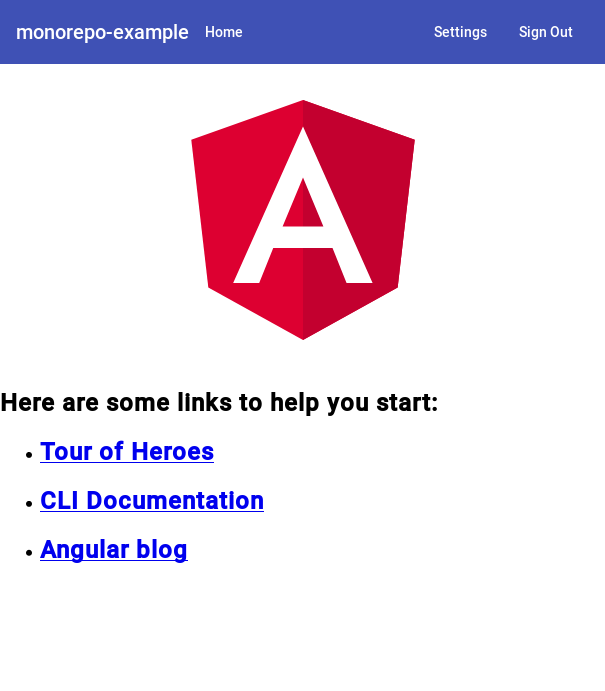 monorepo-example Home Settings Sign Out
A
Here are some links to help you start:
Tour of Heroes
CLI Documentation
Angular blog